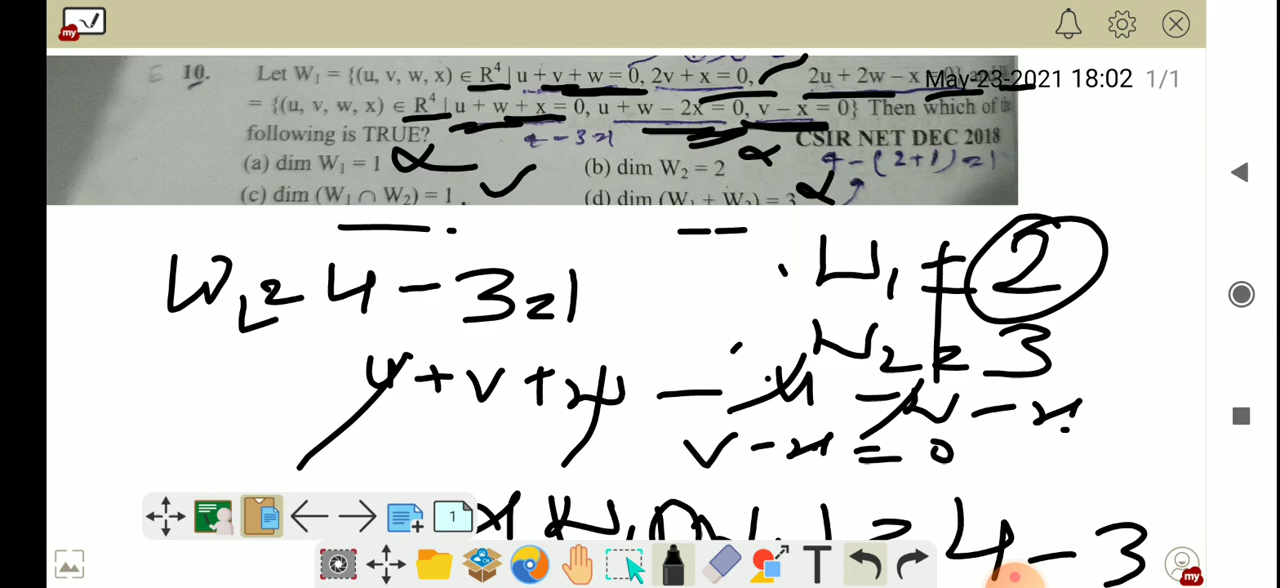 10. Let W₁ = {(u, v, w, x) ∈ R⁴ | u + v + w = 0, 2v + x = 0, 2u + 2w − x
May-23-2021 18:02 1/1
= {(u, v, w, x) ∈ R⁴ | u + w + x = 0, u + w − 2x = 0, v − x = 0} Then which of the
following is TRUE? 4 − 3 = 1 CSIR NET DEC 2018
(a) dim W₁ = 1 (b) dim W₂ = 2 4 − (2+1) = 1
(c) dim (W₁ ∩ W₂) = 1 (d) dim (W₁ + W₂) = 3
W₁ = 2
W₂ = 4 − 3 = 1
W₂ = 3
u + v + w − u − w − x
v − x = 0
4 − 3
1
T
my
my